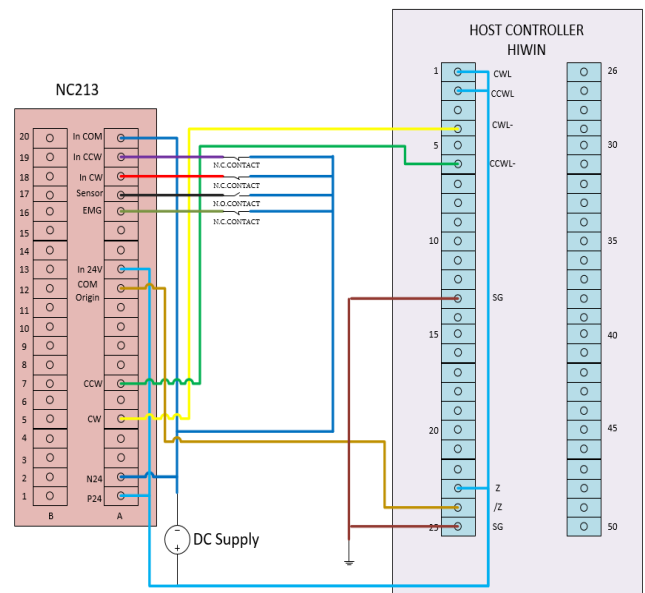 HOST CONTROLLER
HIWIN
NC213
1 CWL 26
CCWL
CWL-
5 30
CCWL-
10 35
SG
15 40
20 45
Z
/Z
25 SG 50
20 In COM
19 In CCW
N.C.CONTACT
18 In CW
N.C.CONTACT
17 Sensor
N.O.CONTACT
16 EMG
N.C.CONTACT
15
14
13 In 24V
12 COM
Origin
11
10
9
8
7 CCW
6
5 CW
4
3
2 N24
1 P24
B A
−
+
DC Supply